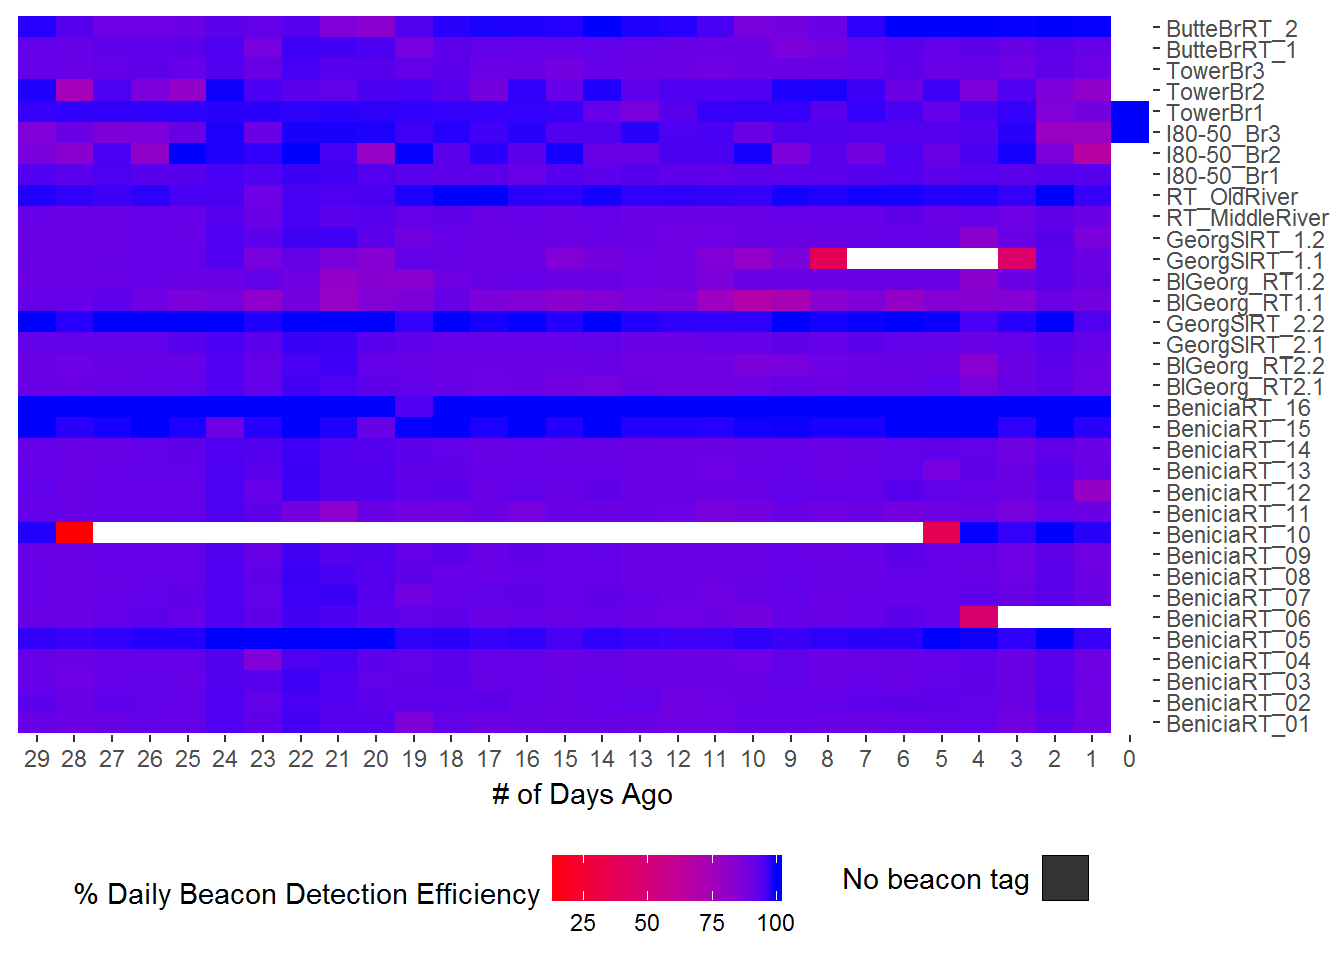 ButteBrRT_2
ButteBrRT_1
TowerBr3
TowerBr2
TowerBr1
I80-50_Br3
I80-50_Br2
I80-50_Br1
RT_OldRiver
RT_MiddleRiver
GeorgSlRT_1.2
GeorgSlRT_1.1
BlGeorg_RT1.2
BlGeorg_RT1.1
GeorgSlRT_2.2
GeorgSlRT_2.1
BlGeorg_RT2.2
BlGeorg_RT2.1
BeniciaRT_16
BeniciaRT_15
BeniciaRT_14
BeniciaRT_13
BeniciaRT_12
BeniciaRT_11
BeniciaRT_10
BeniciaRT_09
BeniciaRT_08
BeniciaRT_07
BeniciaRT_06
BeniciaRT_05
BeniciaRT_04
BeniciaRT_03
BeniciaRT_02
BeniciaRT_01
29 28 27 26 25 24 23 22 21 20 19 18 17 16 15 14 13 12 11 10 9 8 7 6 5 4 3 2 1 0
# of Days Ago
% Daily Beacon Detection Efficiency
25 50 75 100
No beacon tag